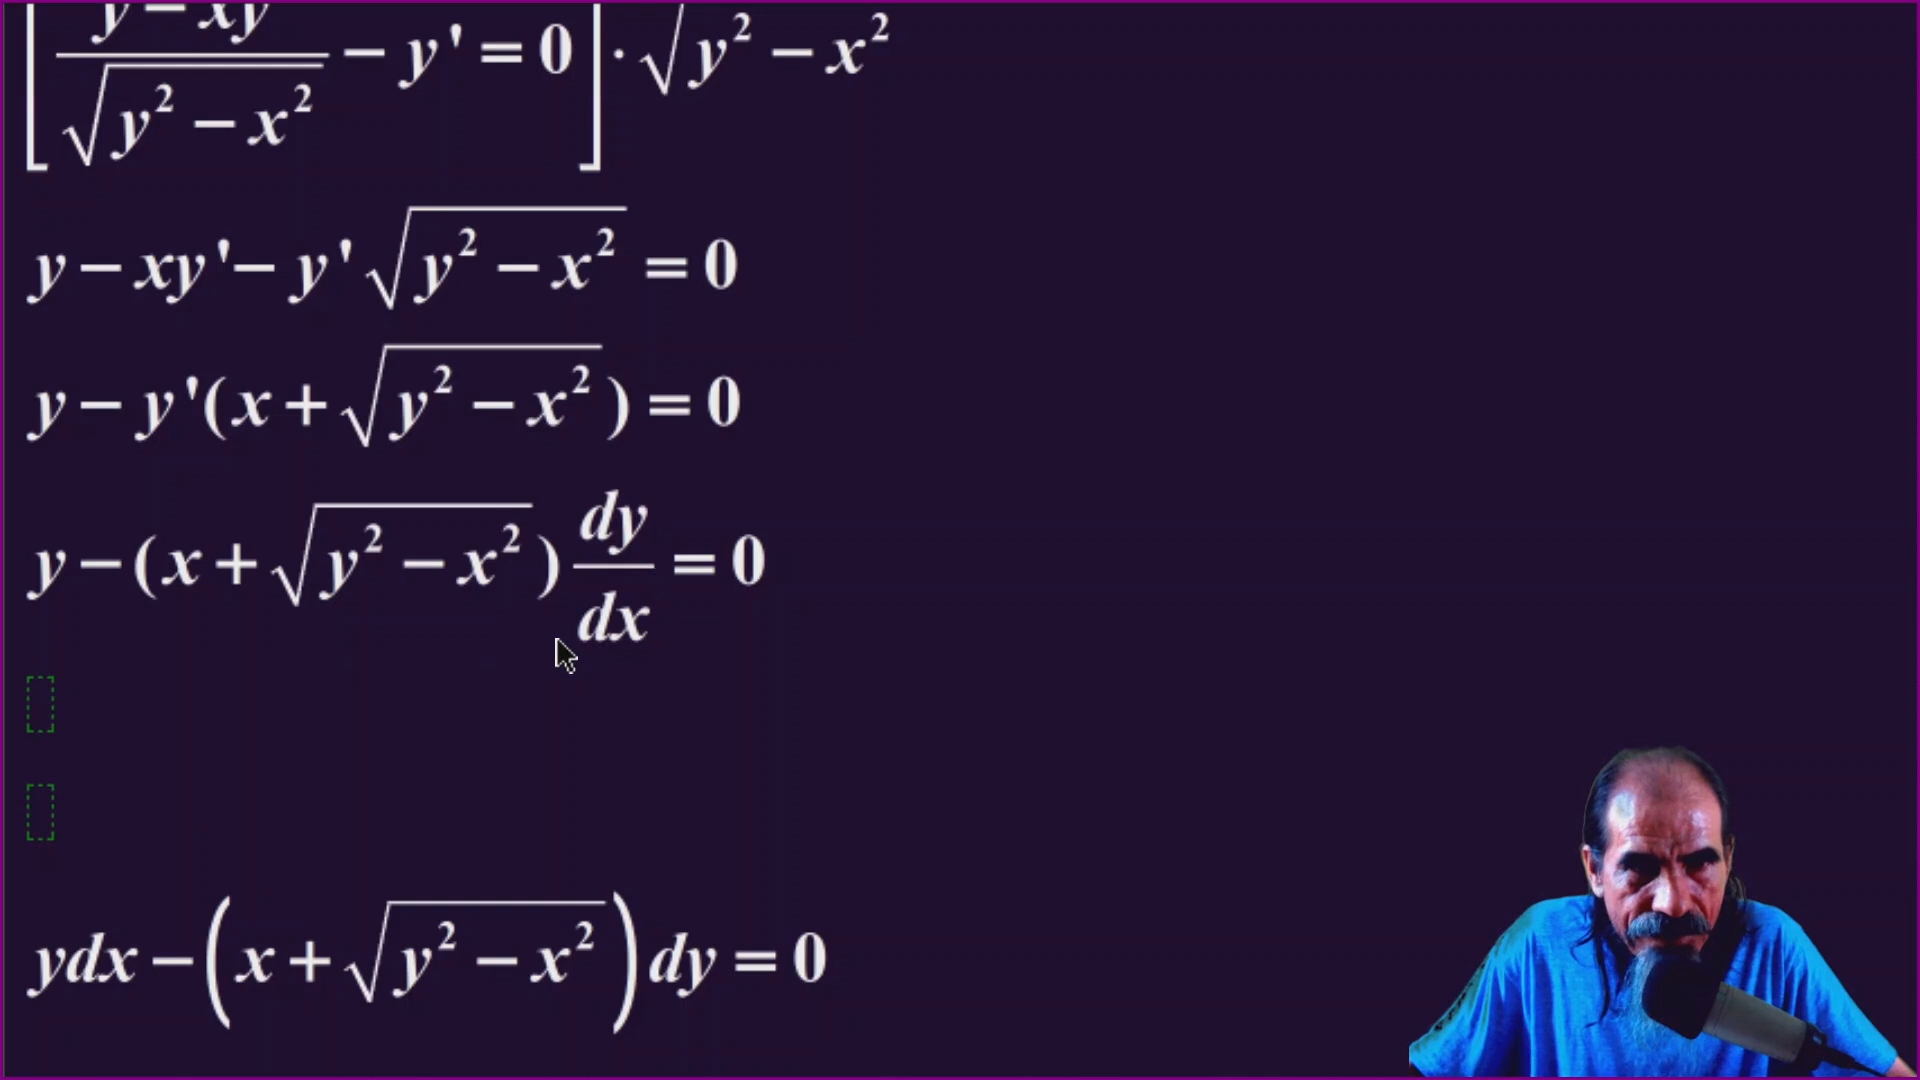 [(y − xy')/√(y² − x²) − y' = 0] · √(y² − x²)
y − xy' − y'√(y² − x²) = 0
y − y'(x + √(y² − x²)) = 0
y − (x + √(y² − x²)) dy/dx = 0
ydx − (x + √(y² − x²))dy = 0